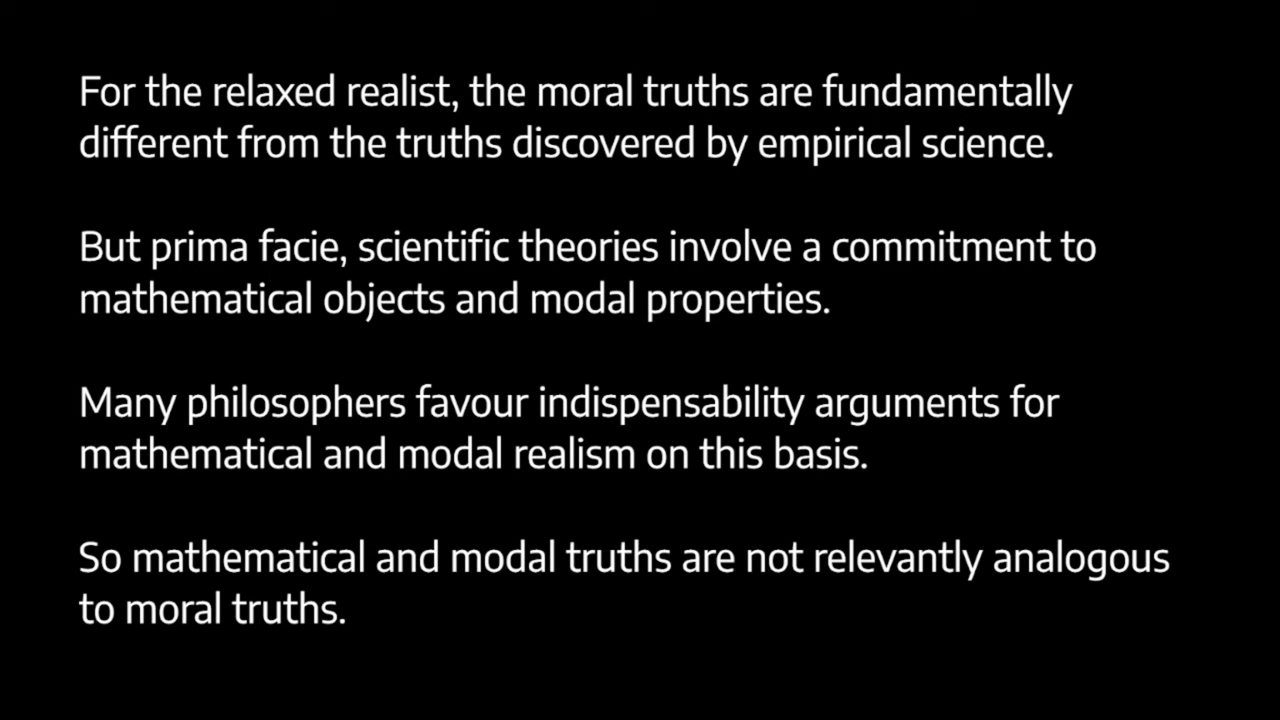 For the relaxed realist, the moral truths are fundamentally
different from the truths discovered by empirical science.
But prima facie, scientific theories involve a commitment to
mathematical objects and modal properties.
Many philosophers favour indispensability arguments for
mathematical and modal realism on this basis.
So mathematical and modal truths are not relevantly analogous
to moral truths.